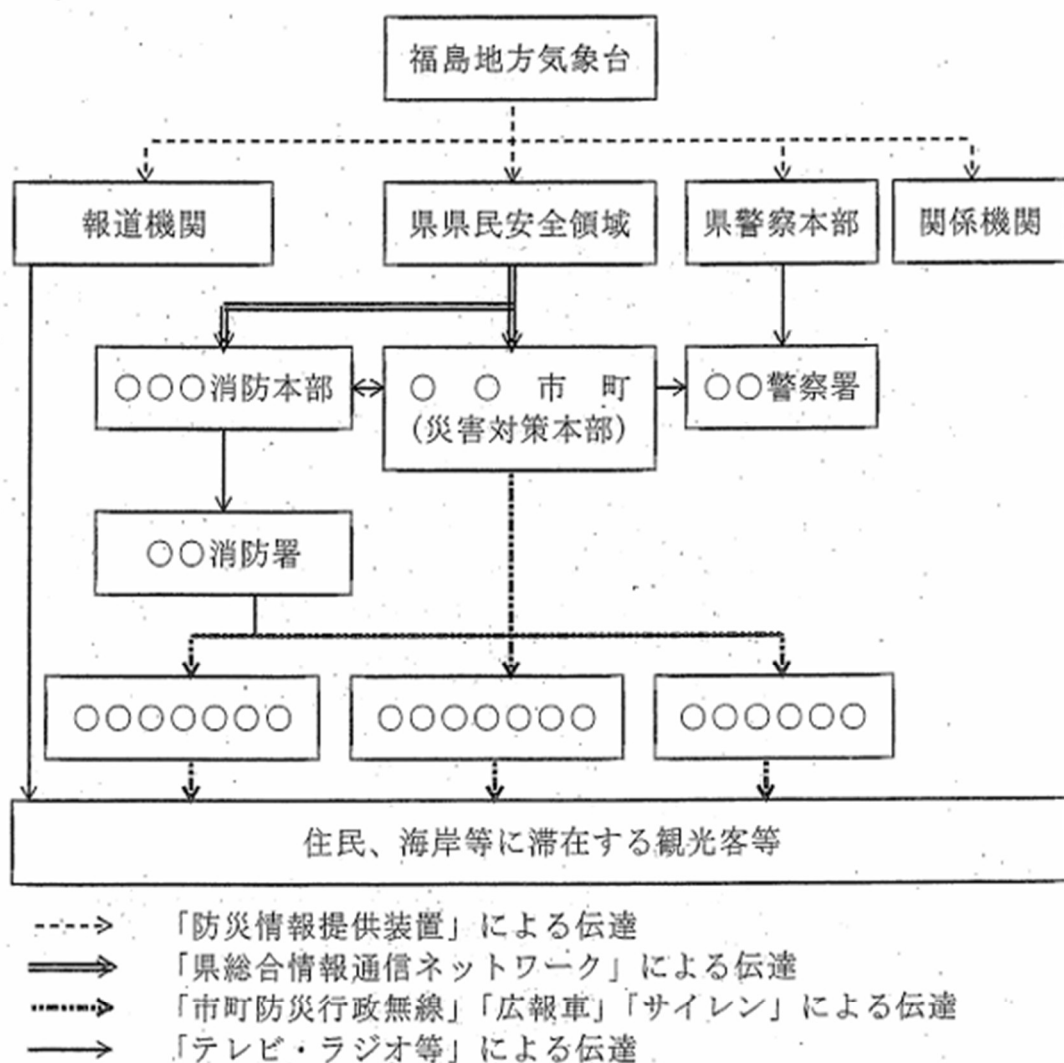 福島地方気象台
報道機関
県県民安全領域
県警察本部
関係機関
○○○消防本部
○ ○ 市 町
(災害対策本部)
○○警察署
○○消防署
○○○○○○○
○○○○○○○
○○○○○○
住民、海岸等に滞在する観光客等
「防災情報提供装置」による伝達
「県総合情報通信ネットワーク」による伝達
「市町防災行政無線」「広報車」「サイレン」による伝達
「テレビ・ラジオ等」による伝達